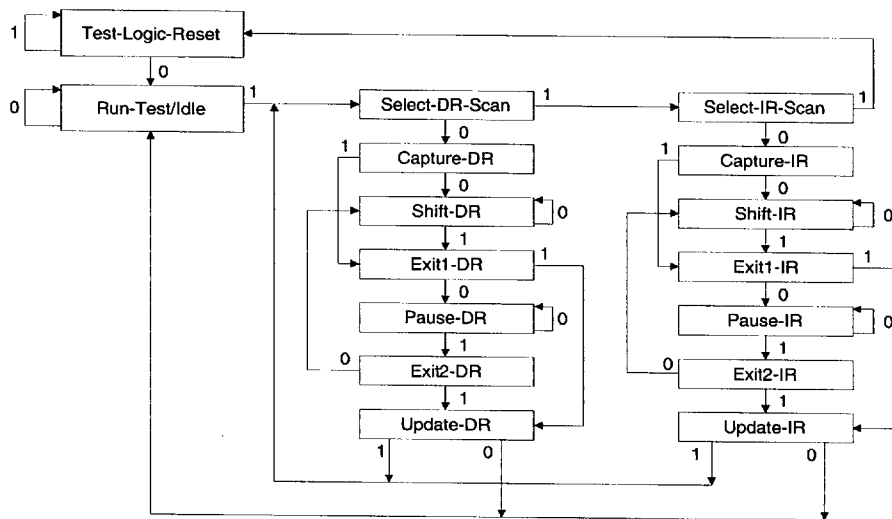 Test-Logic-Reset
1
0
Run-Test/Idle
0
1
Select-DR-Scan
1
0
Select-IR-Scan
1
0
Capture-DR
1
0
Capture-IR
1
0
Shift-DR
0
1
Shift-IR
0
1
Exit1-DR
1
0
Exit1-IR
1
0
Pause-DR
0
1
Pause-IR
0
1
Exit2-DR
0
1
Exit2-IR
0
1
Update-DR
1
0
Update-IR
1
0